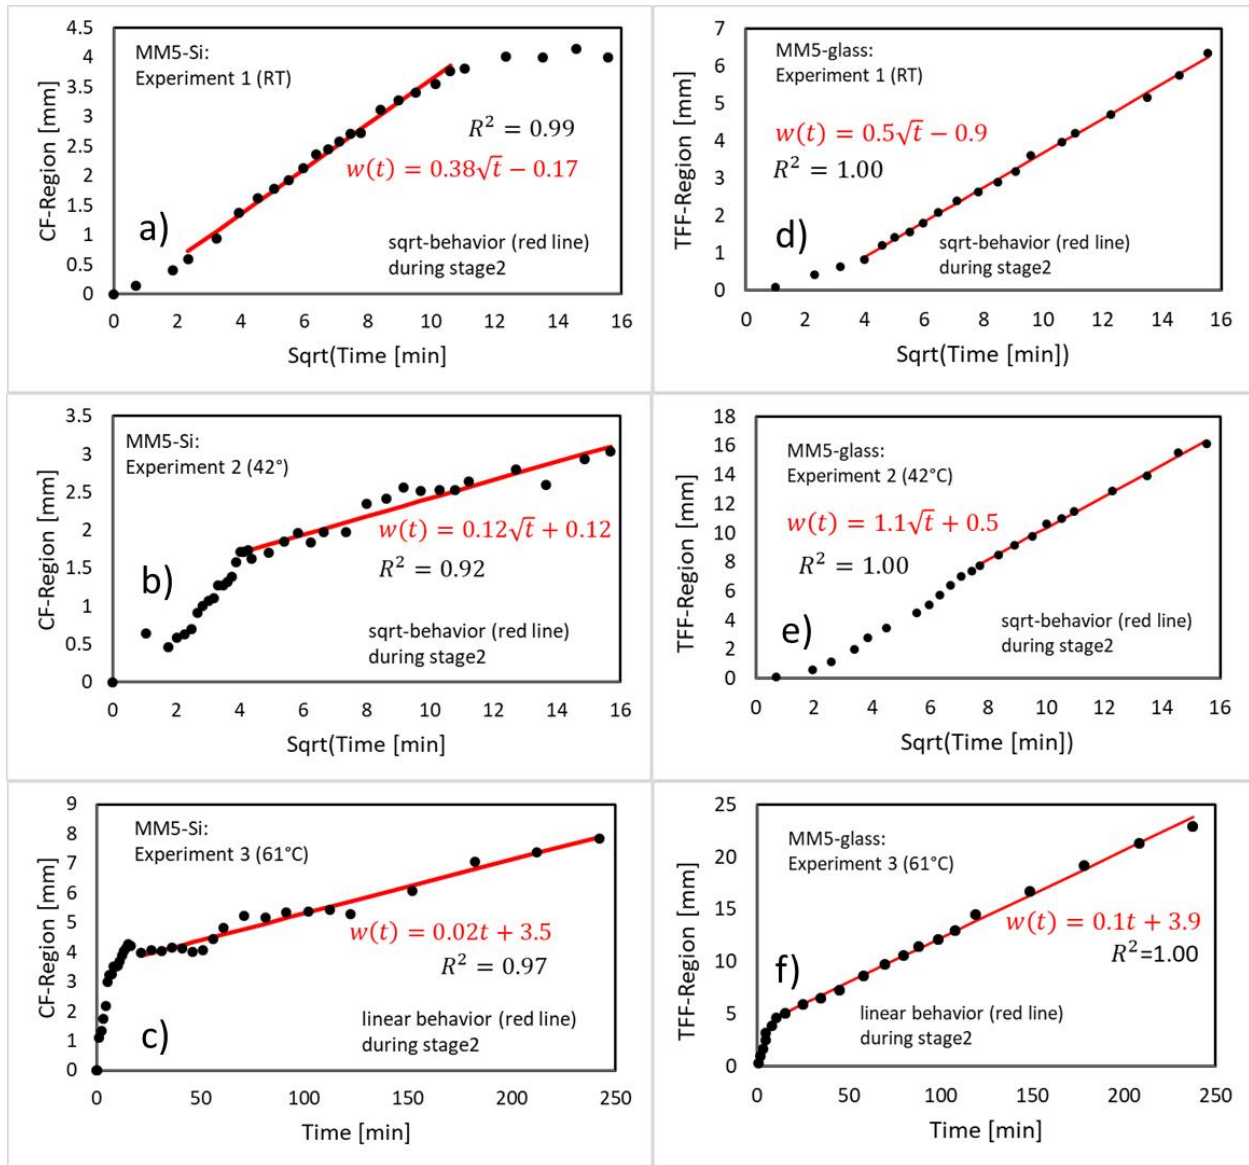 MM5-Si:
Experiment 1 (RT)
R² = 0.99
w(t) = 0.38√t − 0.17
a)
sqrt-behavior (red line)
during stage2
CF-Region [mm]
4.5
4
3.5
3
2.5
2
1.5
1
0.5
0
0 2 4 6 8 10 12 14 16
Sqrt(Time [min]
MM5-glass:
Experiment 1 (RT)
w(t) = 0.5√t − 0.9
R² = 1.00
d)
sqrt-behavior (red line)
during stage2
TFF-Region [mm]
7
6
5
4
3
2
1
0
0 2 4 6 8 10 12 14 16
Sqrt(Time [min])
MM5-Si:
Experiment 2 (42°)
w(t) = 0.12√t + 0.12
R² = 0.92
b)
sqrt-behavior (red line)
during stage2
CF-Region [mm]
3.5
3
2.5
2
1.5
1
0.5
0
0 2 4 6 8 10 12 14 16
Sqrt(Time [min]
MM5-glass:
Experiment 2 (42°C)
w(t) = 1.1√t + 0.5
R² = 1.00
e)
sqrt-behavior (red line)
during stage2
TFF-Region [mm]
18
16
14
12
10
8
6
4
2
0
0 2 4 6 8 10 12 14 16
Sqrt(Time [min])
MM5-Si:
Experiment 3 (61°C)
w(t) = 0.02t + 3.5
R² = 0.97
c)
linear behavior (red line)
during stage2
CF-Region [mm]
9
8
7
6
5
4
3
2
1
0
0 50 100 150 200 250
Time [min]
MM5-glass:
Experiment 3 (61°C)
w(t) = 0.1t + 3.9
R²=1.00
f)
linear behavior (red line)
during stage2
TFF-Region [mm]
25
20
15
10
5
0
0 50 100 150 200 250
Time [min]